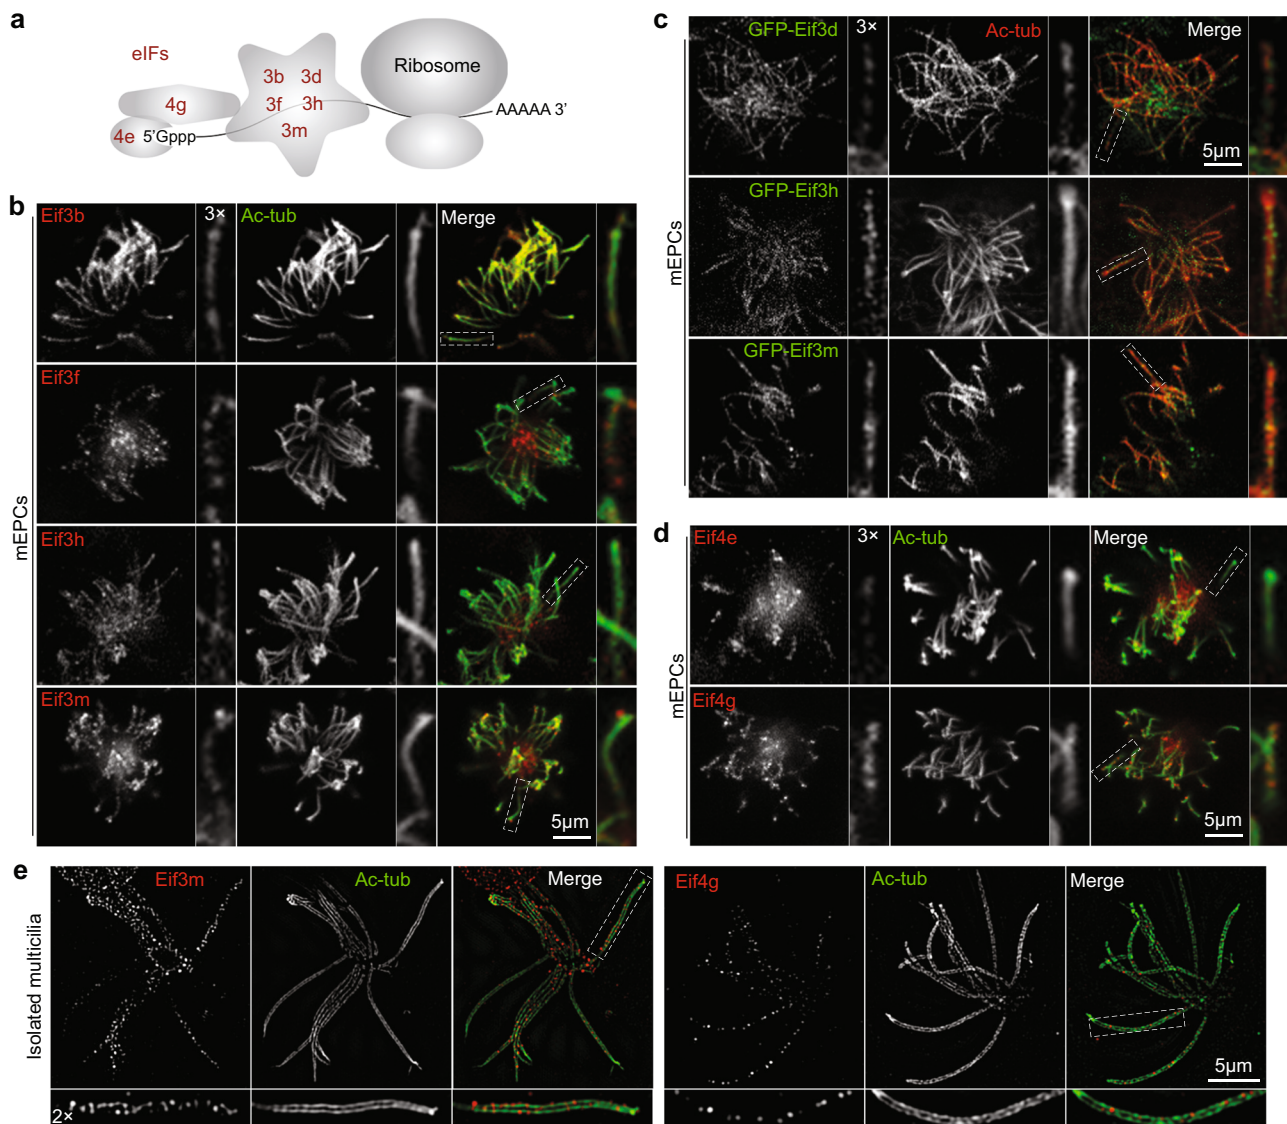 a
eIFs
3b 3d
4g 3f 3h
4e 5'Gppp 3m
Ribosome
AAAAA 3'
b
mEPCs
Eif3b 3× Ac-tub Merge
Eif3f
Eif3h
Eif3m
5µm
c
mEPCs
GFP-Eif3d 3× Ac-tub Merge
5µm
GFP-Eif3h
GFP-Eif3m
d
mEPCs
Eif4e 3× Ac-tub Merge
Eif4g
5µm
e
Isolated multicilia
Eif3m Ac-tub Merge
Eif4g Ac-tub Merge
5µm
2×